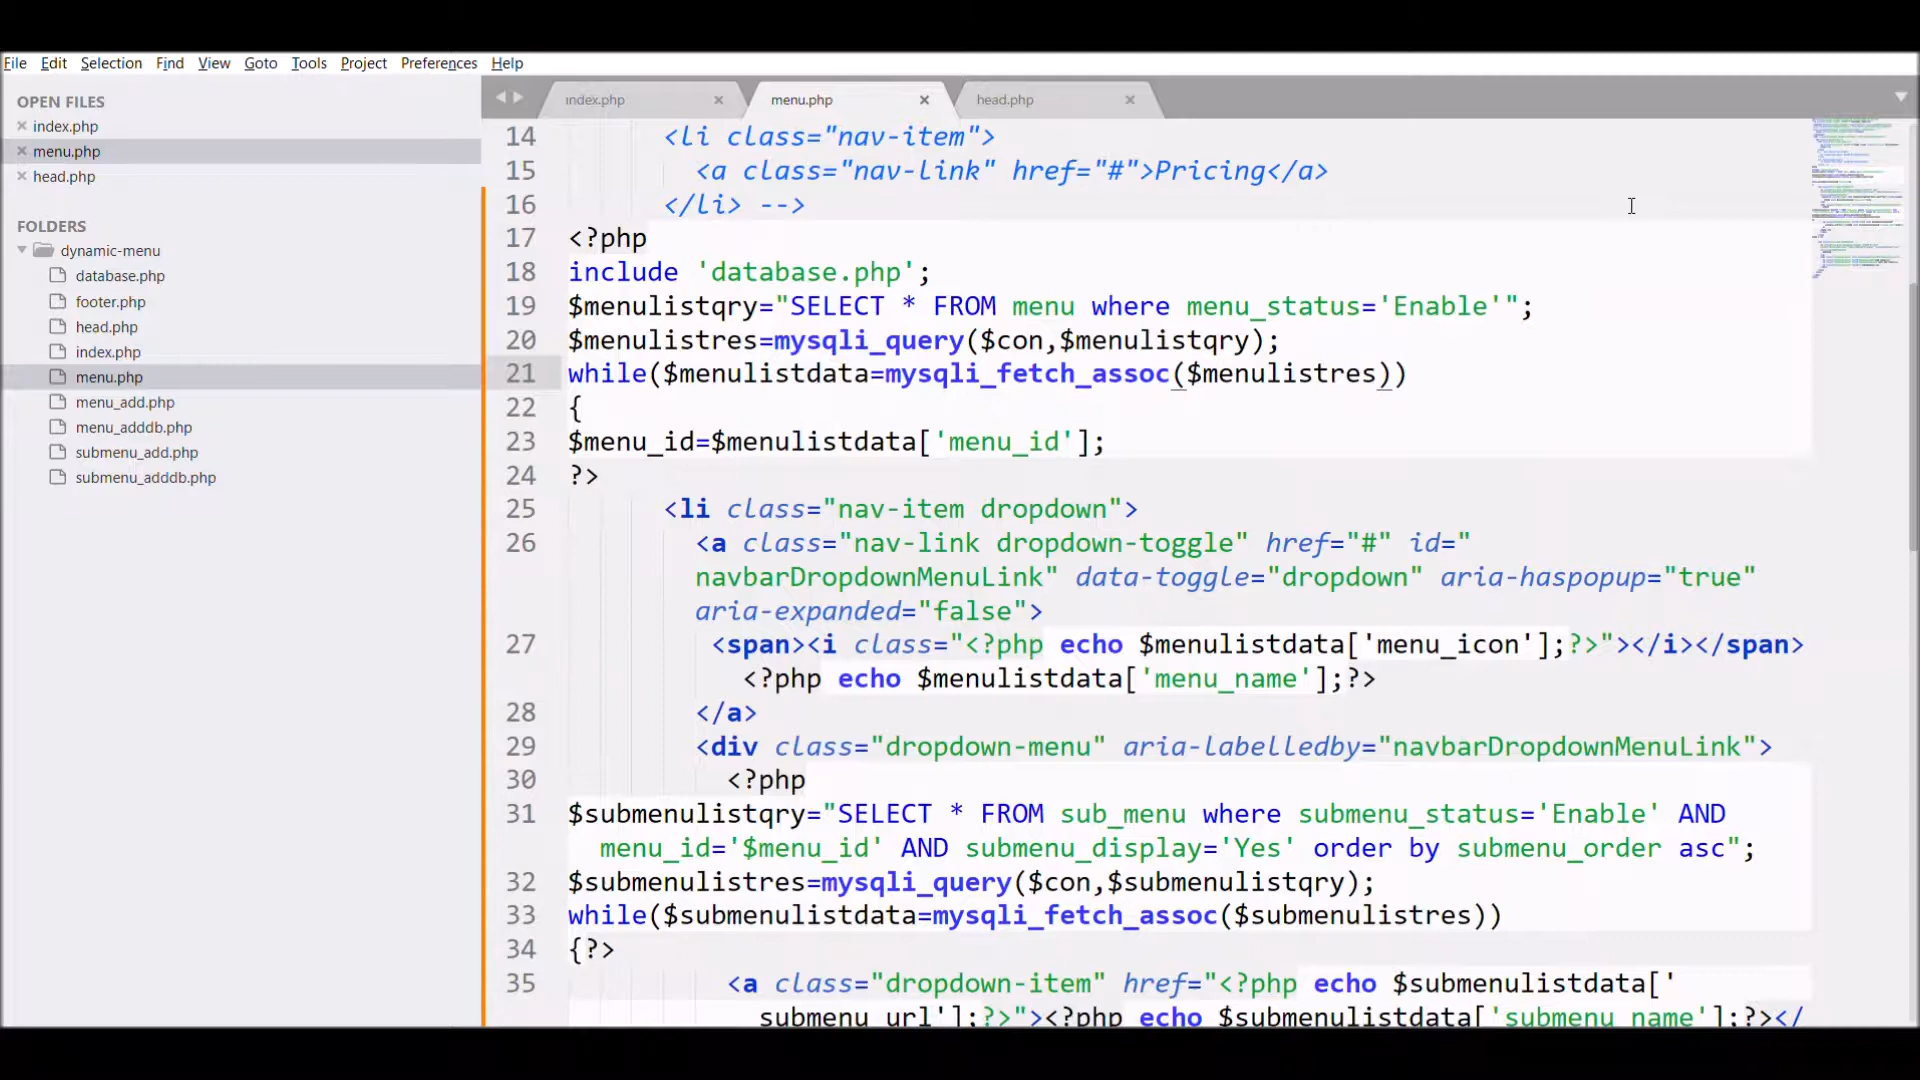 File Edit Selection Find View Goto Tools Project Preferences Help
OPEN FILES
index.php
menu.php
head.php
FOLDERS
dynamic-menu
database.php
footer.php
head.php
index.php
menu.php
menu_add.php
menu_adddb.php
submenu_add.php
submenu_adddb.php
index.php menu.php head.php
14 <li class="nav-item">
15 <a class="nav-link" href="#">Pricing</a>
16 </li> -->
17 <?php
18 include 'database.php';
19 $menulistqry="SELECT * FROM menu where menu_status='Enable'";
20 $menulistres=mysqli_query($con,$menulistqry);
21 while($menulistdata=mysqli_fetch_assoc($menulistres))
22 {
23 $menu_id=$menulistdata['menu_id'];
24 ?>
25 <li class="nav-item dropdown">
26 <a class="nav-link dropdown-toggle" href="#" id="
navbarDropdownMenuLink" data-toggle="dropdown" aria-haspopup="true"
aria-expanded="false">
27 <span><i class="<?php echo $menulistdata['menu_icon'];?>"></i></span>
<?php echo $menulistdata['menu_name'];?>
28 </a>
29 <div class="dropdown-menu" aria-labelledby="navbarDropdownMenuLink">
30 <?php
31 $submenulistqry="SELECT * FROM sub_menu where submenu_status='Enable' AND
menu_id='$menu_id' AND submenu_display='Yes' order by submenu_order asc";
32 $submenulistres=mysqli_query($con,$submenulistqry);
33 while($submenulistdata=mysqli_fetch_assoc($submenulistres))
34 {?>
35 <a class="dropdown-item" href="<?php echo $submenulistdata['
submenu_url'];?>"><?php echo $submenulistdata['submenu_name'];?></